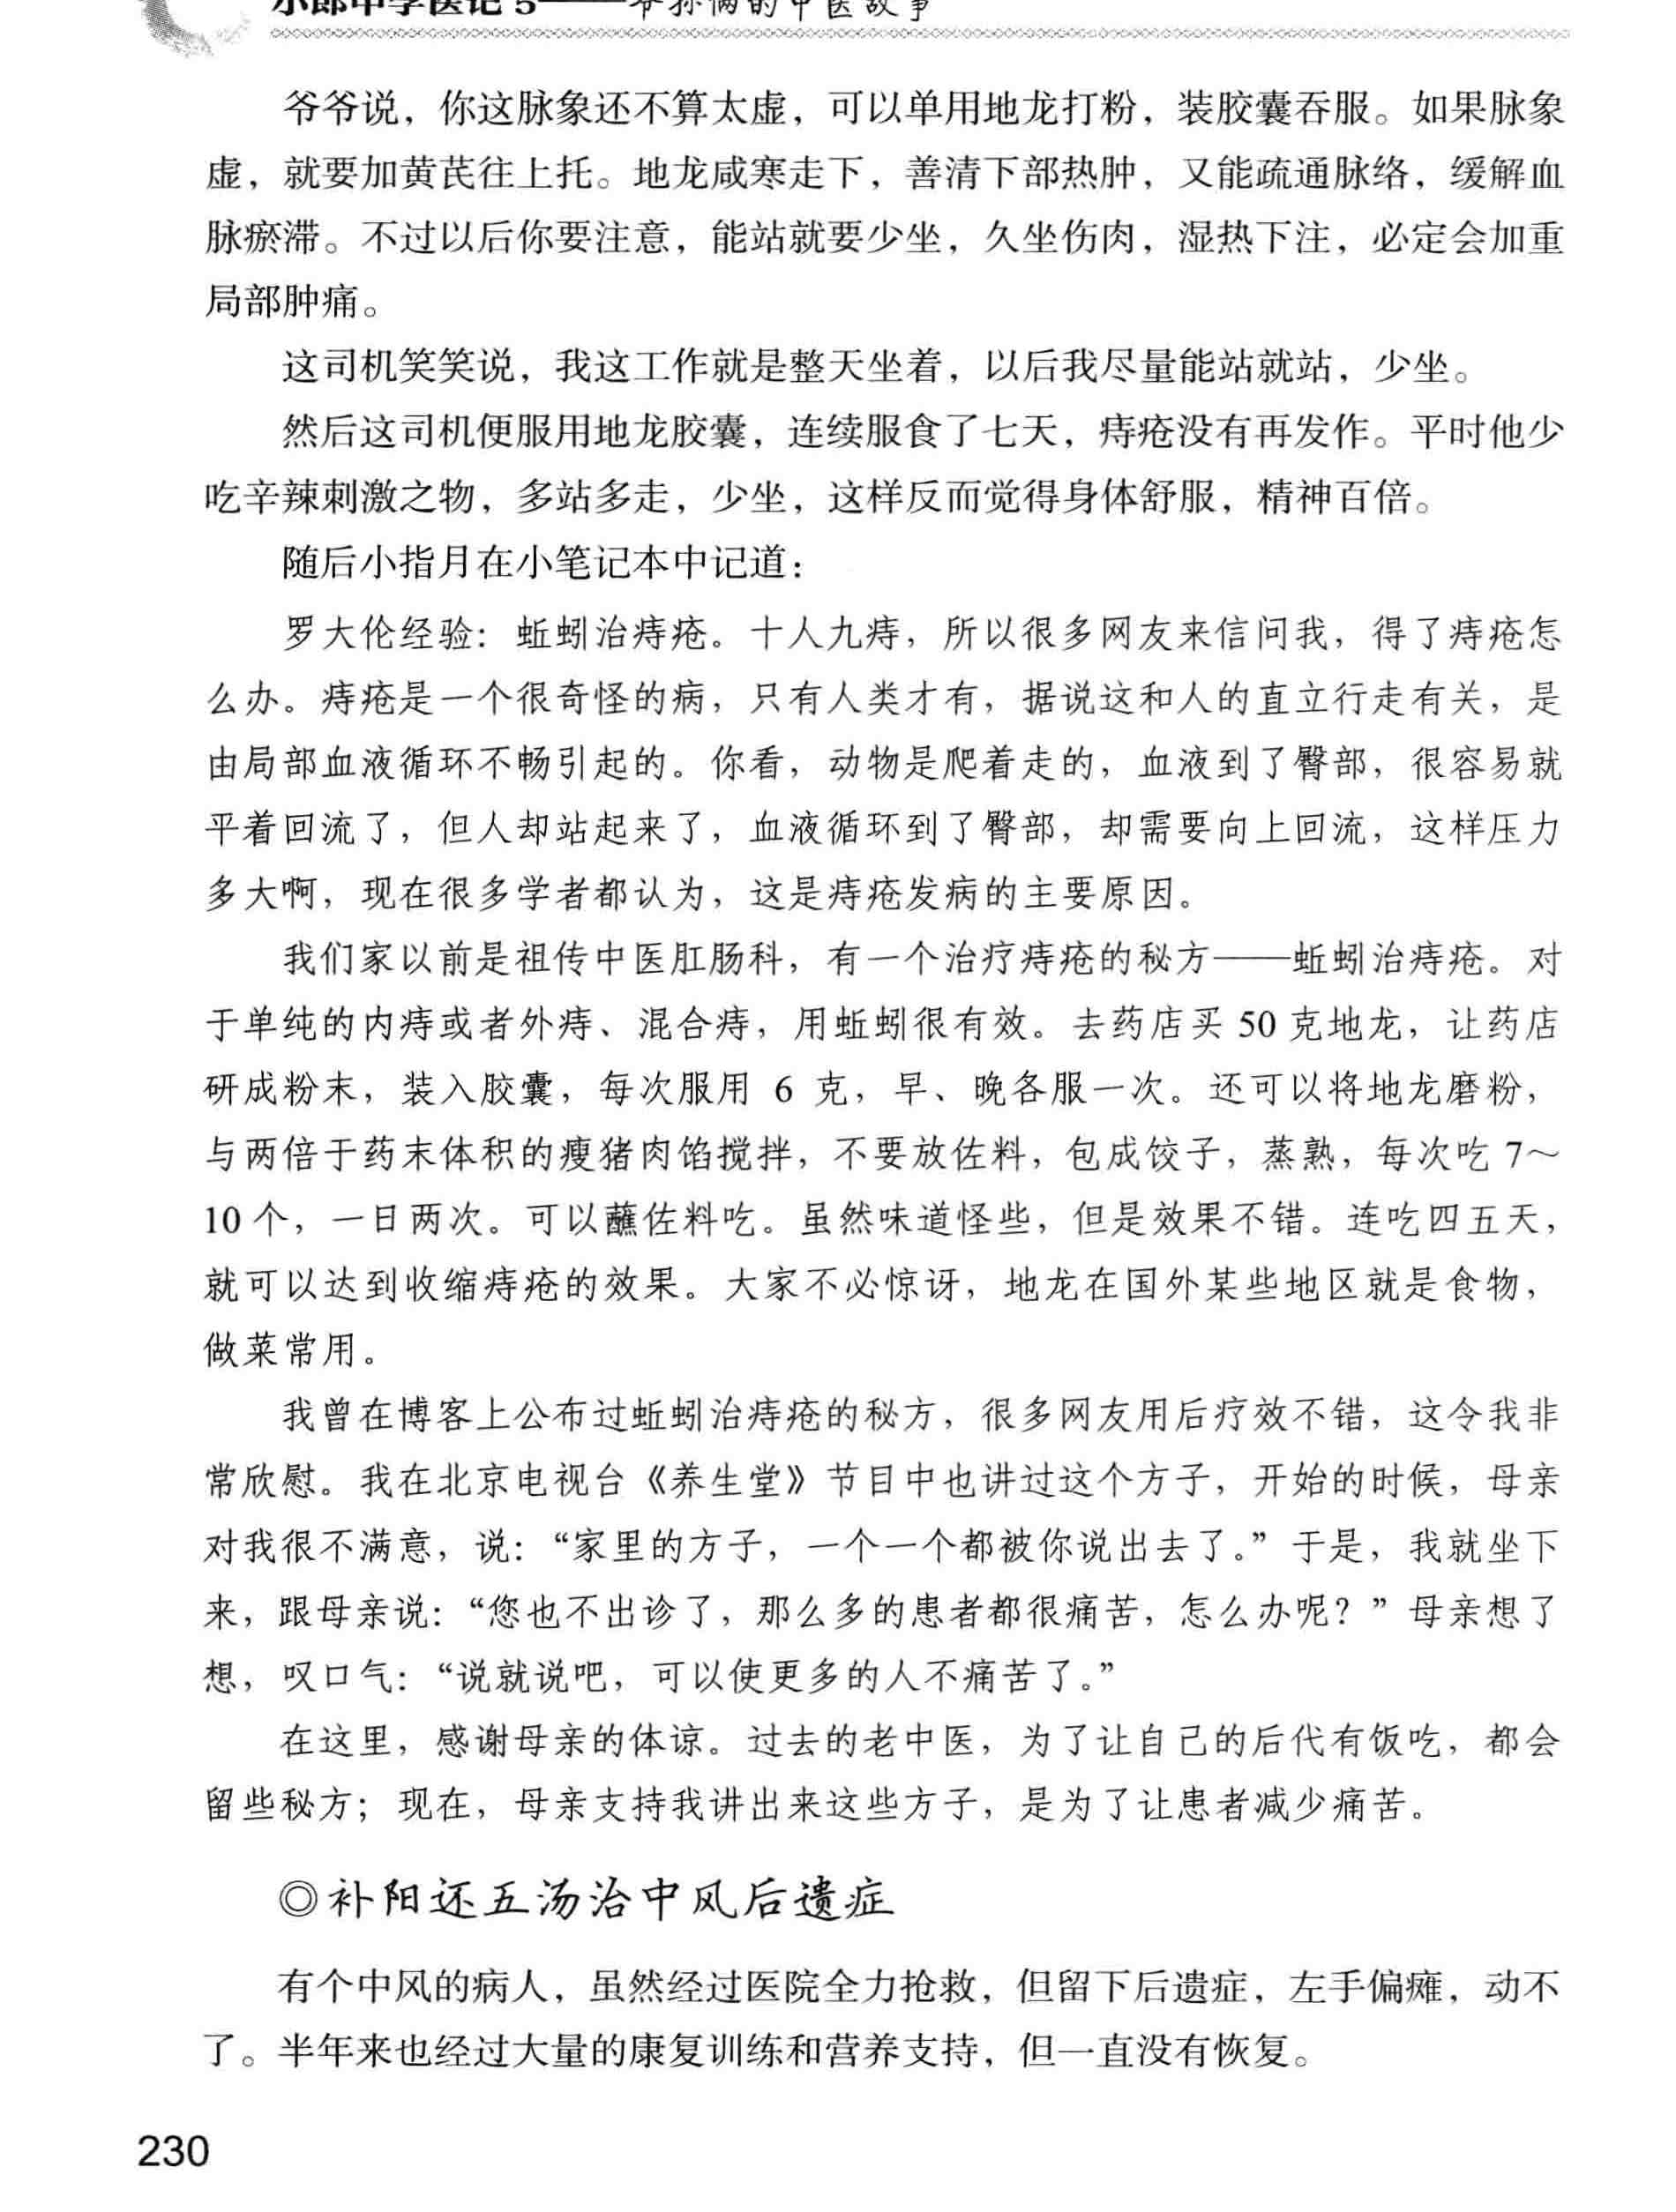 小郎中学医记5——爷孙俩的中医故事
爷爷说，你这脉象还不算太虚，可以单用地龙打粉，装胶囊吞服。如果脉象
虚，就要加黄芪往上托。地龙咸寒走下，善清下部热肿，又能疏通脉络，缓解血
脉瘀滞。不过以后你要注意，能站就要少坐，久坐伤肉，湿热下注，必定会加重
局部肿痛。
这司机笑笑说，我这工作就是整天坐着，以后我尽量能站就站，少坐。
然后这司机便服用地龙胶囊，连续服食了七天，痔疮没有再发作。平时他少
吃辛辣刺激之物，多站多走，少坐，这样反而觉得身体舒服，精神百倍。
随后小指月在小笔记本中记道：
罗大伦经验：蚯蚓治痔疮。十人九痔，所以很多网友来信问我，得了痔疮怎
么办。痔疮是一个很奇怪的病，只有人类才有，据说这和人的直立行走有关，是
由局部血液循环不畅引起的。你看，动物是爬着走的，血液到了臀部，很容易就
平着回流了，但人却站起来了，血液循环到了臀部，却需要向上回流，这样压力
多大啊，现在很多学者都认为，这是痔疮发病的主要原因。
我们家以前是祖传中医肛肠科，有一个治疗痔疮的秘方——蚯蚓治痔疮。对
于单纯的内痔或者外痔、混合痔，用蚯蚓很有效。去药店买 50 克地龙，让药店
研成粉末，装入胶囊，每次服用 6 克，早、晚各服一次。还可以将地龙磨粉，
与两倍于药末体积的瘦猪肉馅搅拌，不要放佐料，包成饺子，蒸熟，每次吃 7～
10 个，一日两次。可以蘸佐料吃。虽然味道怪些，但是效果不错。连吃四五天，
就可以达到收缩痔疮的效果。大家不必惊讶，地龙在国外某些地区就是食物，
做菜常用。
我曾在博客上公布过蚯蚓治痔疮的秘方，很多网友用后疗效不错，这令我非
常欣慰。我在北京电视台《养生堂》节目中也讲过这个方子，开始的时候，母亲
对我很不满意，说：“家里的方子，一个一个都被你说出去了。”于是，我就坐下
来，跟母亲说：“您也不出诊了，那么多的患者都很痛苦，怎么办呢？”母亲想了
想，叹口气：“说就说吧，可以使更多的人不痛苦了。”
在这里，感谢母亲的体谅。过去的老中医，为了让自己的后代有饭吃，都会
留些秘方；现在，母亲支持我讲出来这些方子，是为了让患者减少痛苦。
◎补阳还五汤治中风后遗症
有个中风的病人，虽然经过医院全力抢救，但留下后遗症，左手偏瘫，动不
了。半年来也经过大量的康复训练和营养支持，但一直没有恢复。
230